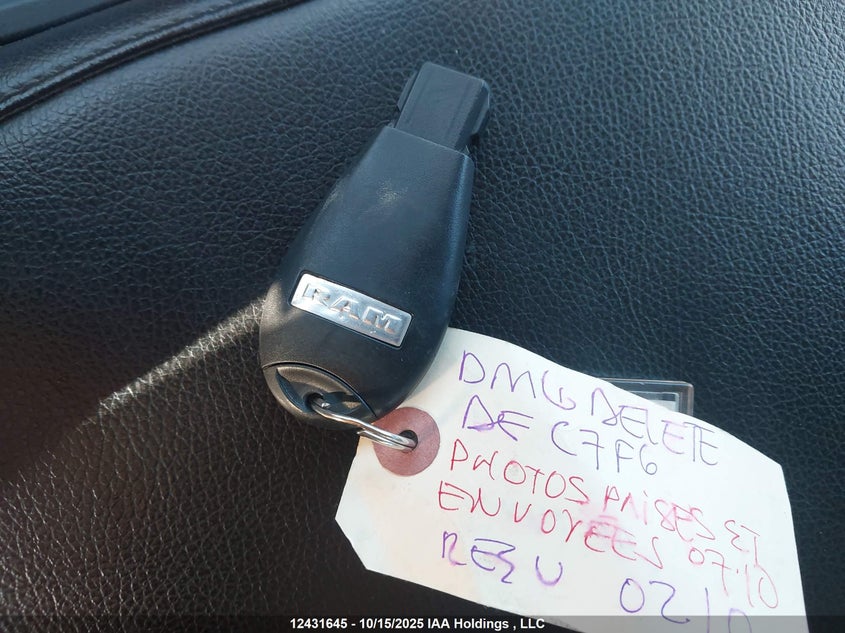 RAM
DMG DELETE
DE C7F6
PHOTOS PRISES ET
ENVOYÉES 07.10
REÇU 02/10
12431645 - 10/15/2025 IAA Holdings , LLC